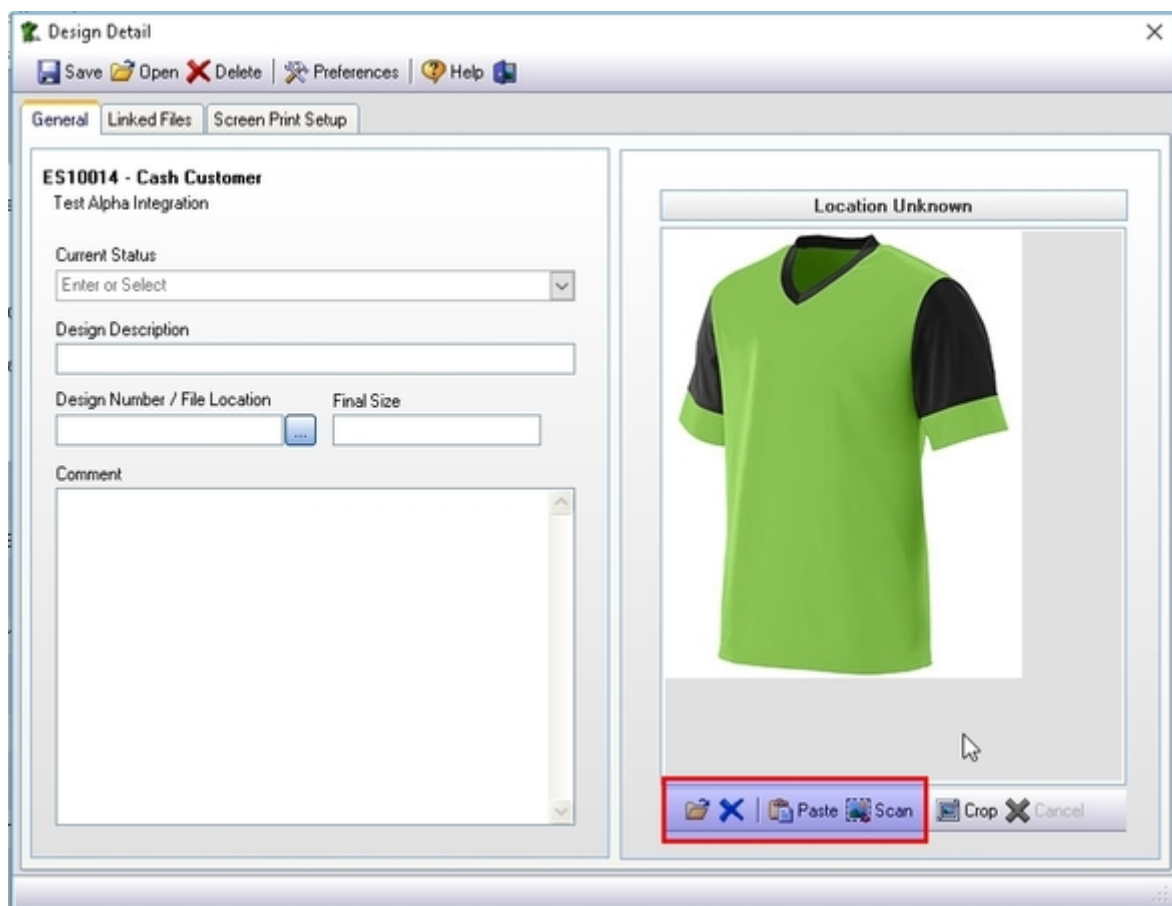 Design Detail
Save Open Delete Preferences Help
General Linked Files Screen Print Setup
ES10014 - Cash Customer
Test Alpha Integration
Current Status
Enter or Select
Design Description
Design Number / File Location Final Size
...
Comment
Location Unknown
Paste Scan Crop Cancel